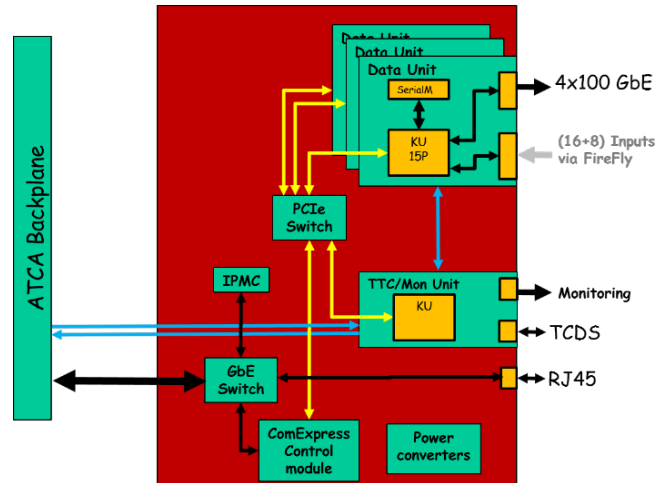 Data Unit
Data Unit
Data Unit
SerialM
KU
15P
4x100 GbE
(16+8) Inputs
via FireFly
ATCA Backplane
PCIe
Switch
IPMC
TTC/Mon Unit
KU
Monitoring
TCDS
GbE
Switch
RJ45
ComExpress
Control
module
Power
converters